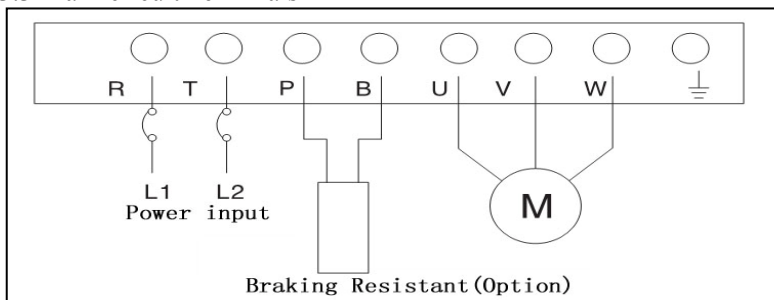 R T P B U V W
L1 L2
Power input
M
Braking Resistant(Option)